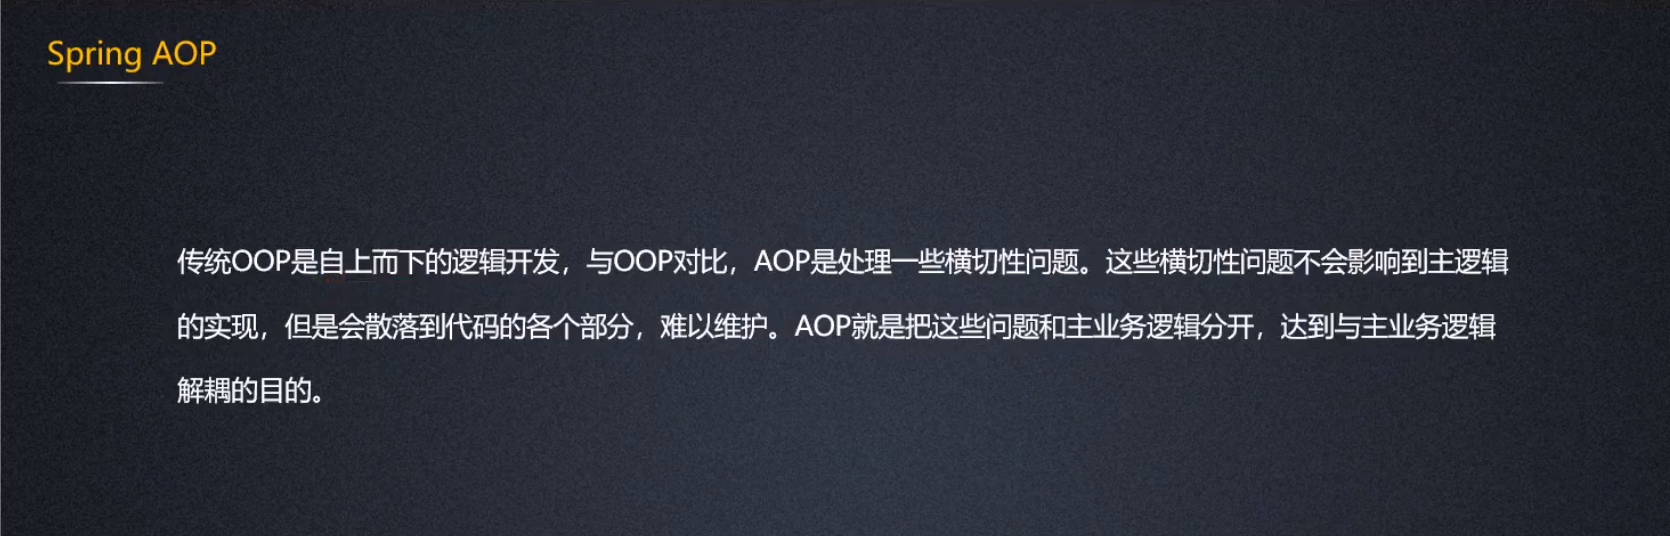 Spring AOP
传统OOP是自上而下的逻辑开发，与OOP对比，AOP是处理一些横切性问题。这些横切性问题不会影响到主逻辑
的实现，但是会散落到代码的各个部分，难以维护。AOP就是把这些问题和主业务逻辑分开，达到与主业务逻辑
解耦的目的。